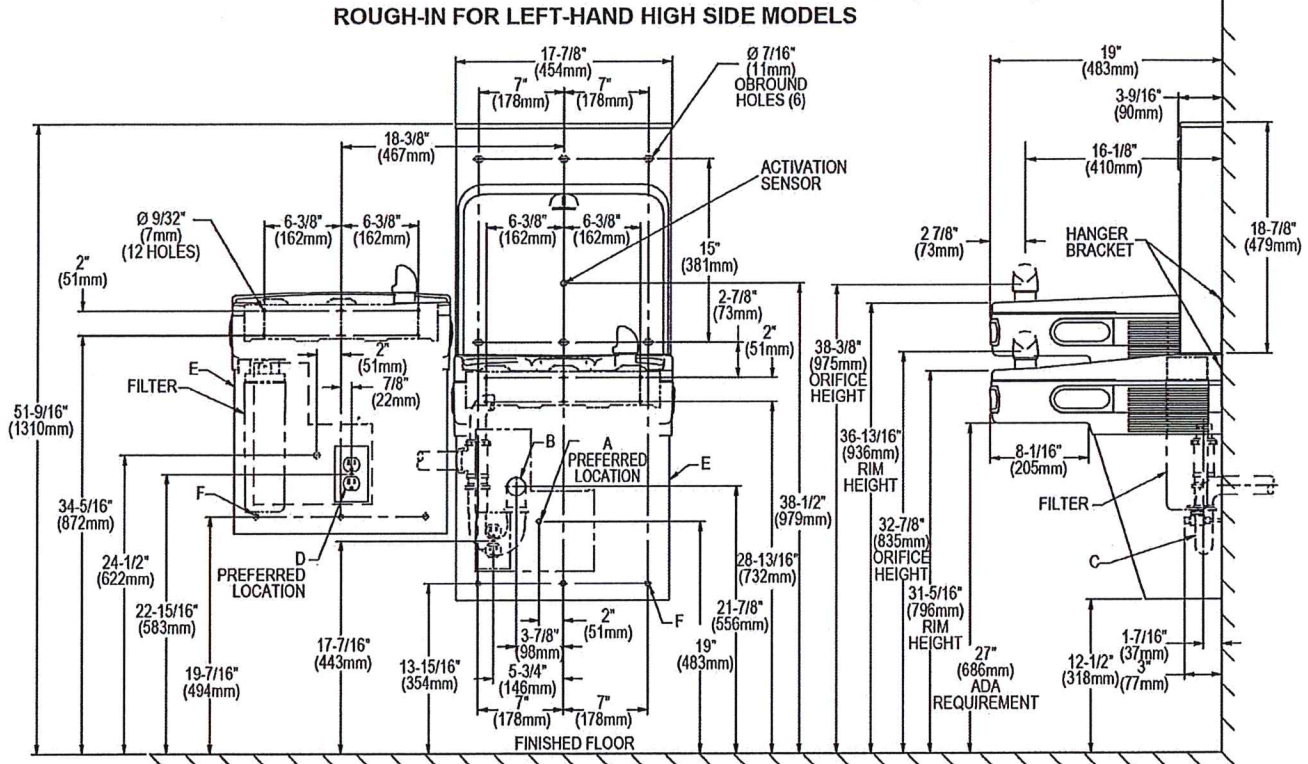 ROUGH-IN FOR LEFT-HAND HIGH SIDE MODELS
17-7/8"
(454mm)
7"
(178mm)
7"
(178mm)
Ø 7/16"
(11mm)
OBROUND
HOLES (6)
18-3/8"
(467mm)
ACTIVATION
SENSOR
Ø 9/32"
(7mm)
(12 HOLES)
6-3/8"
(162mm)
6-3/8"
(162mm)
6-3/8"
(162mm)
6-3/8"
(162mm)
15"
(381mm)
2"
(51mm)
2-7/8"
(73mm)
2"
(51mm)
2"
(51mm)
7/8"
(22mm)
E
FILTER
51-9/16"
(1310mm)
34-5/16"
(872mm)
24-1/2"
(622mm)
22-15/16"
(583mm)
19-7/16"
(494mm)
F
D
PREFERRED
LOCATION
B
A
PREFERRED
LOCATION
E
38-1/2"
(979mm)
28-13/16"
(732mm)
21-7/8"
(556mm)
F
2"
(51mm)
19"
(483mm)
3-7/8"
(98mm)
5-3/4"
(146mm)
7"
(178mm)
7"
(178mm)
17-7/16"
(443mm)
13-15/16"
(354mm)
FINISHED FLOOR
19"
(483mm)
3-9/16"
(90mm)
16-1/8"
(410mm)
2 7/8"
(73mm)
HANGER
BRACKET
18-7/8"
(479mm)
38-3/8"
(975mm)
ORIFICE
HEIGHT
36-13/16"
(936mm)
RIM
HEIGHT
8-1/16"
(205mm)
FILTER
32-7/8"
(835mm)
ORIFICE
HEIGHT
C
31-5/16"
(796mm)
RIM
HEIGHT
27"
(686mm)
ADA
REQUIREMENT
12-1/2"
(318mm)
1-7/16"
(37mm)
3"
(77mm)